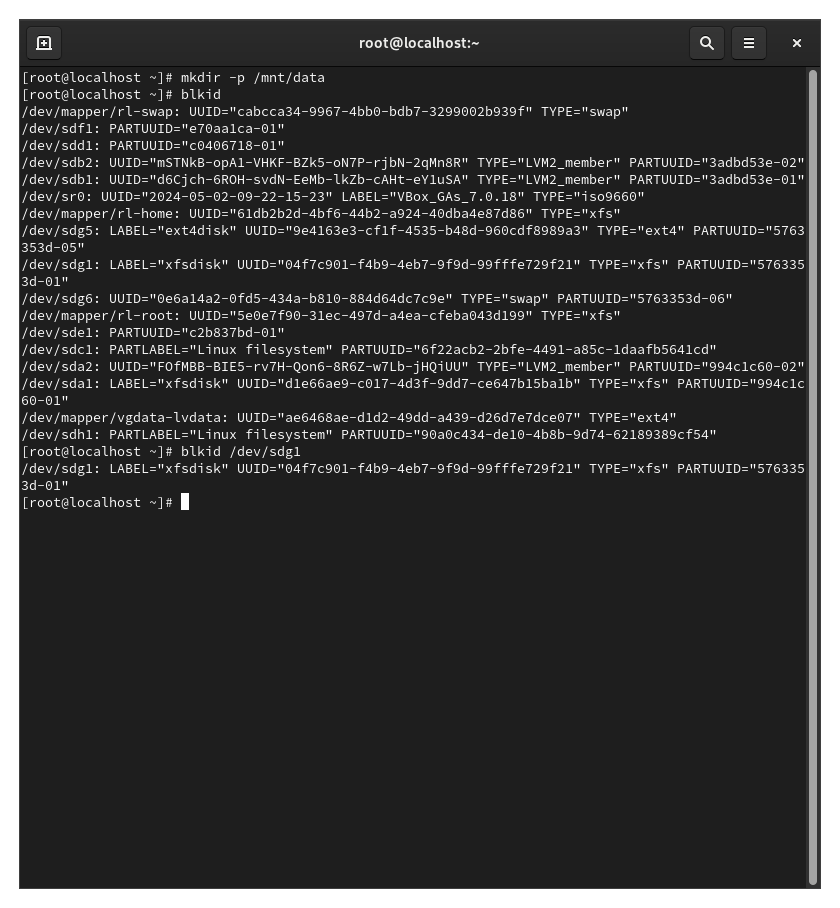 root@localhost:~
[root@localhost ~]# mkdir -p /mnt/data
[root@localhost ~]# blkid
/dev/mapper/rl-swap: UUID="cabcca34-9967-4bb0-bdb7-3299002b939f" TYPE="swap"
/dev/sdf1: PARTUUID="e70aa1ca-01"
/dev/sdd1: PARTUUID="c0406718-01"
/dev/sdb2: UUID="mSTNkB-opA1-VHKF-BZk5-oN7P-rjbN-2qMn8R" TYPE="LVM2_member" PARTUUID="3adbd53e-02"
/dev/sdb1: UUID="d6Cjch-6ROH-svdN-EeMb-lkZb-cAHt-eY1uSA" TYPE="LVM2_member" PARTUUID="3adbd53e-01"
/dev/sr0: UUID="2024-05-02-09-22-15-23" LABEL="VBox_GAs_7.0.18" TYPE="iso9660"
/dev/mapper/rl-home: UUID="61db2b2d-4bf6-44b2-a924-40dba4e87d86" TYPE="xfs"
/dev/sdg5: LABEL="ext4disk" UUID="9e4163e3-cf1f-4535-b48d-960cdf8989a3" TYPE="ext4" PARTUUID="5763
353d-05"
/dev/sdg1: LABEL="xfsdisk" UUID="04f7c901-f4b9-4eb7-9f9d-99fffe729f21" TYPE="xfs" PARTUUID="576335
3d-01"
/dev/sdg6: UUID="0e6a14a2-0fd5-434a-b810-884d64dc7c9e" TYPE="swap" PARTUUID="5763353d-06"
/dev/mapper/rl-root: UUID="5e0e7f90-31ec-497d-a4ea-cfeba043d199" TYPE="xfs"
/dev/sde1: PARTUUID="c2b837bd-01"
/dev/sdc1: PARTLABEL="Linux filesystem" PARTUUID="6f22acb2-2bfe-4491-a85c-1daafb5641cd"
/dev/sda2: UUID="FOfMBB-BIE5-rv7H-Qon6-8R6Z-w7Lb-jHQiUU" TYPE="LVM2_member" PARTUUID="994c1c60-02"
/dev/sda1: LABEL="xfsdisk" UUID="d1e66ae9-c017-4d3f-9dd7-ce647b15ba1b" TYPE="xfs" PARTUUID="994c1c
60-01"
/dev/mapper/vgdata-lvdata: UUID="ae6468ae-d1d2-49dd-a439-d26d7e7dce07" TYPE="ext4"
/dev/sdh1: PARTLABEL="Linux filesystem" PARTUUID="90a0c434-de10-4b8b-9d74-62189389cf54"
[root@localhost ~]# blkid /dev/sdg1
/dev/sdg1: LABEL="xfsdisk" UUID="04f7c901-f4b9-4eb7-9f9d-99fffe729f21" TYPE="xfs" PARTUUID="576335
3d-01"
[root@localhost ~]#